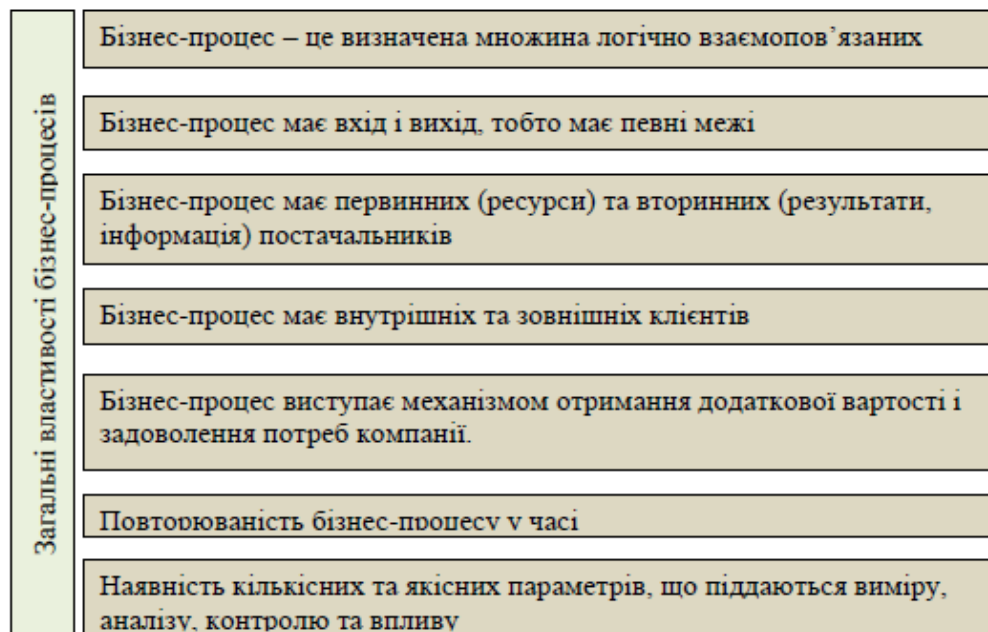 Загальні властивості бізнес-процесів
Бізнес-процес – це визначена множина логічно взаємопов’язаних
Бізнес-процес має вхід і вихід, тобто має певні межі
Бізнес-процес має первинних (ресурси) та вторинних (результати,
інформація) постачальників
Бізнес-процес має внутрішніх та зовнішніх клієнтів
Бізнес-процес виступає механізмом отримання додаткової вартості і
задоволення потреб компанії.
Повторюваність бізнес-процесу у часі
Наявність кількісних та якісних параметрів, що піддаються виміру,
аналізу, контролю та впливу